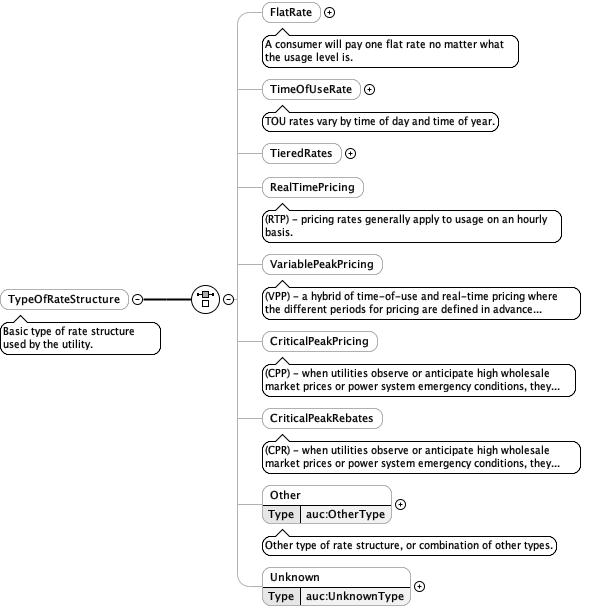 FlatRate
A consumer will pay one flat rate no matter what
the usage level is.
TimeOfUseRate
TOU rates vary by time of day and time of year.
TieredRates
RealTimePricing
(RTP) – pricing rates generally apply to usage on an hourly
basis.
VariablePeakPricing
(VPP) – a hybrid of time-of-use and real-time pricing where
the different periods for pricing are defined in advance...
TypeOfRateStructure
Basic type of rate structure
used by the utility.
CriticalPeakPricing
(CPP) – when utilities observe or anticipate high wholesale
market prices or power system emergency conditions, they...
CriticalPeakRebates
(CPR) – when utilities observe or anticipate high wholesale
market prices or power system emergency conditions, they...
Other
Type auc:OtherType
Other type of rate structure, or combination of other types.
Unknown
Type auc:UnknownType